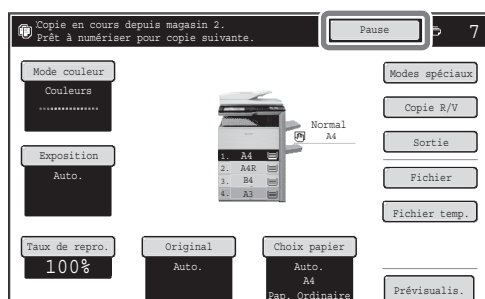 Copie en cours depuis magasin 2.
Prêt à numériser pour copie suivante.
Pause
7
Mode couleur
Couleurs
Exposition
Auto.
Normal
A4
1. A4
2. A4R
3. B4
4. A3
Modes spéciaux
Copie R/V
Sortie
Fichier
Fichier temp.
Taux de repro.
100%
Original
Auto.
Choix papier
Auto.
A4
Pap. Ordinaire
Prévisualis.